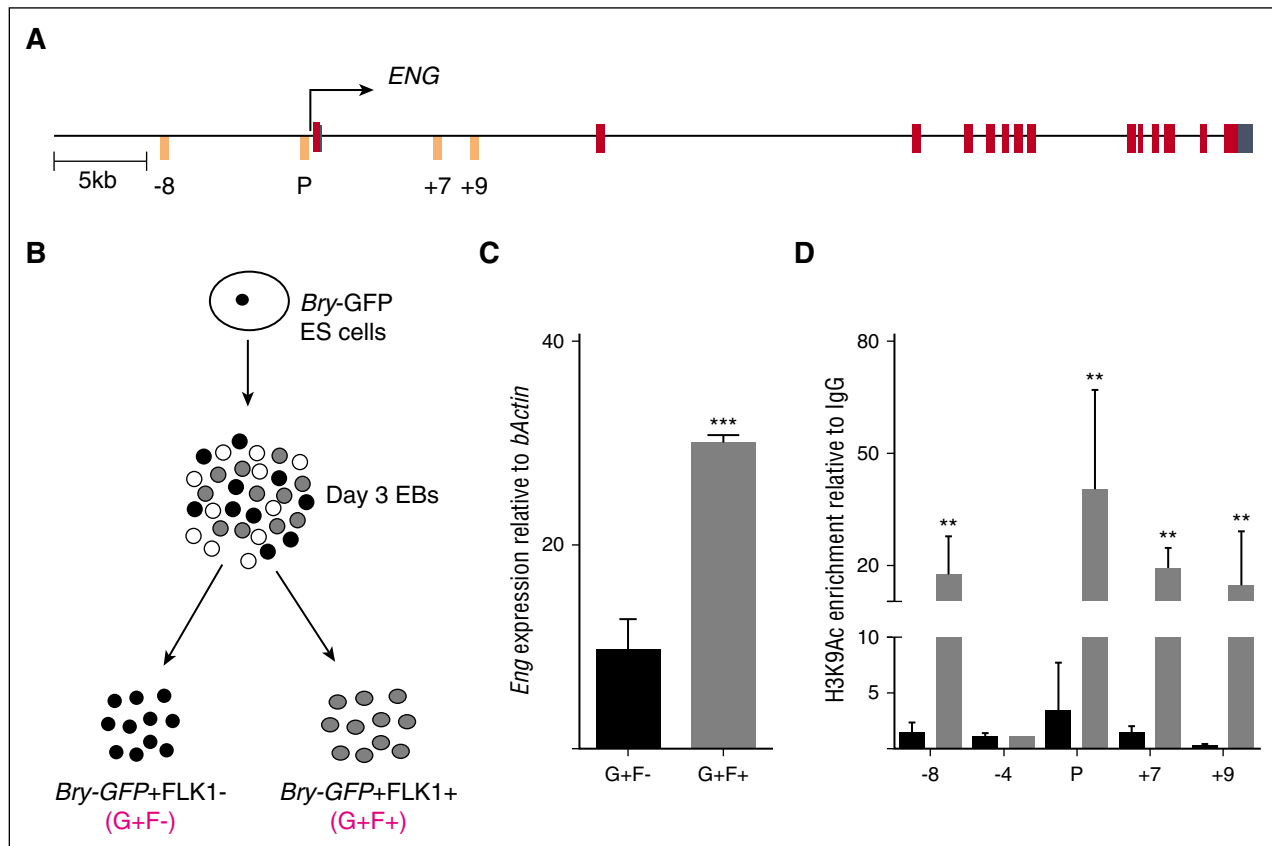 A
ENG
5kb
-8
P
+7
+9
B
Bry-GFP
ES cells
Day 3 EBs
Bry-GFP+FLK1-
(G+F-)
Bry-GFP+FLK1+
(G+F+)
C
Eng expression relative to bActin
40
20
***
G+F-
G+F+
D
H3K9Ac enrichment relative to IgG
80
50
20
10
5
**
**
**
**
-8
-4
P
+7
+9